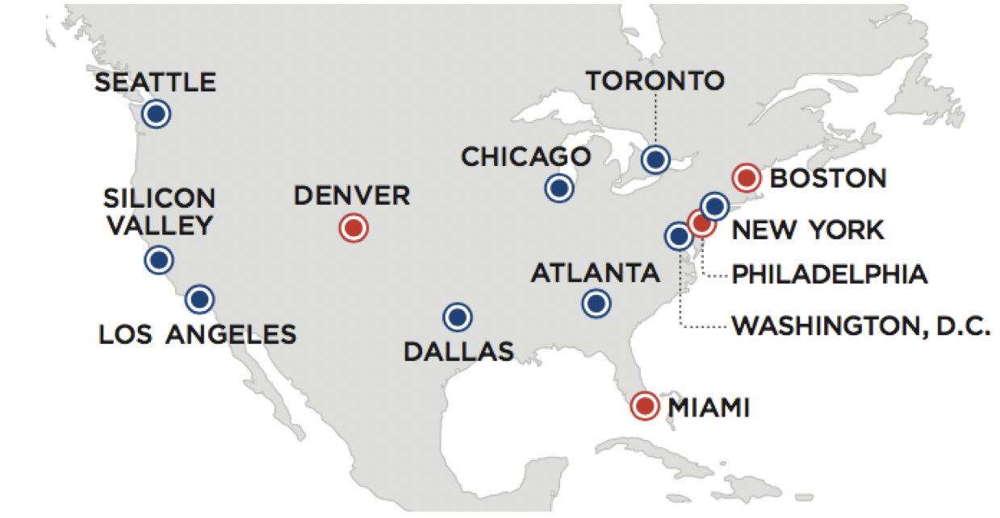 SEATTLE
TORONTO
CHICAGO
BOSTON
DENVER
SILICON
VALLEY
NEW YORK
ATLANTA
PHILADELPHIA
WASHINGTON, D.C.
LOS ANGELES
DALLAS
MIAMI